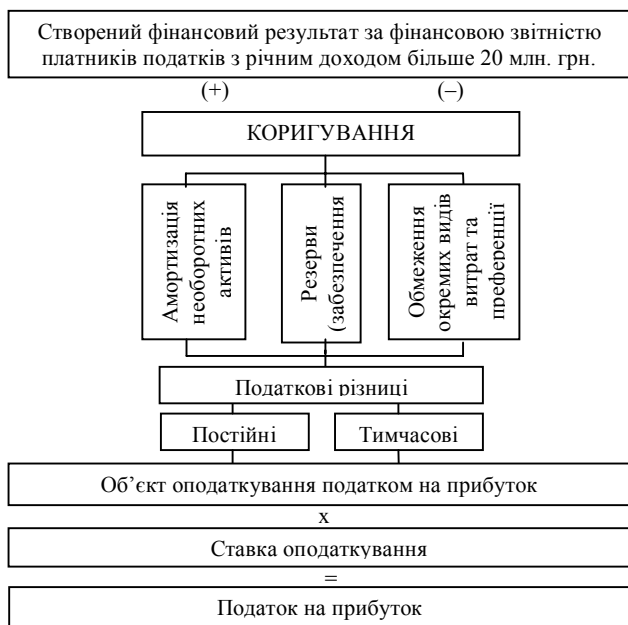 Створений фінансовий результат за фінансовою звітністю
платників податків з річним доходом більше 20 млн. грн.
(+) (–)
КОРИГУВАННЯ
Амортизація
необоротних
активів
Резерви
(забезпечення
Обмеження
окремих видів
витрат та
преференції
Податкові різниці
Постійні
Тимчасові
Об’єкт оподаткування податком на прибуток
х
Ставка оподаткування
=
Податок на прибуток